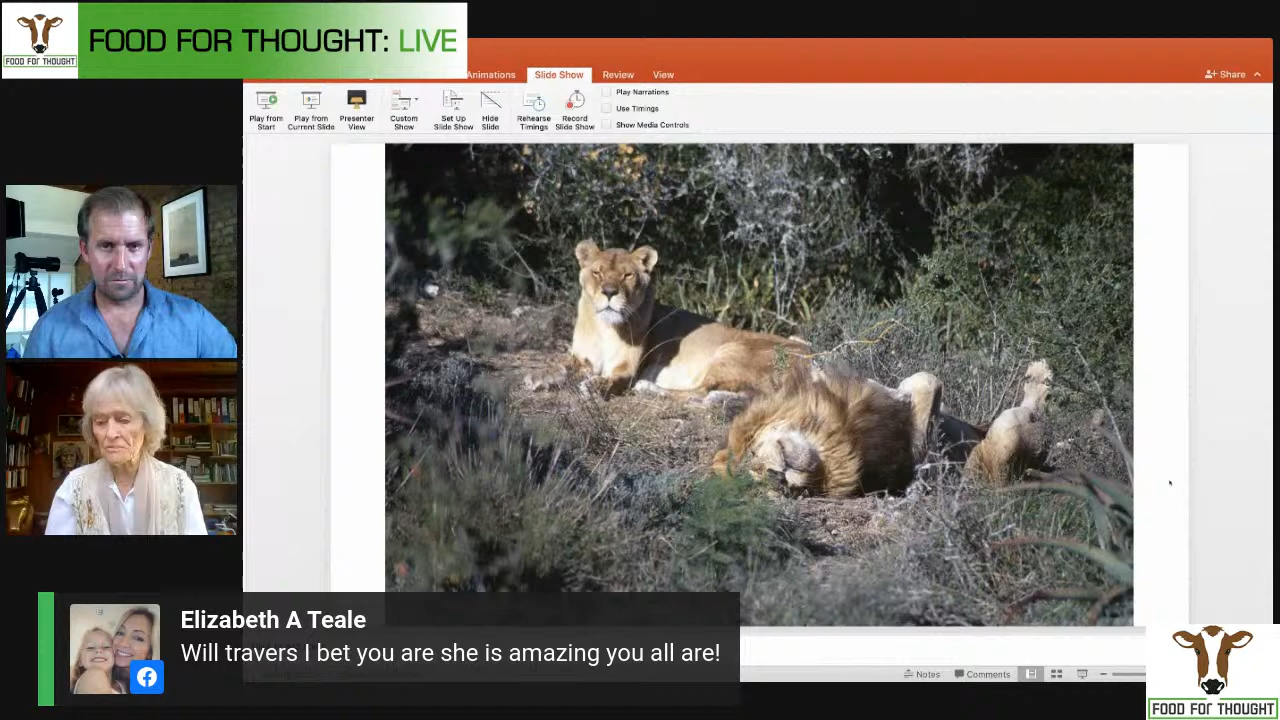 FOOD FOR THOUGHT
FOOD FOR THOUGHT: LIVE
Animations
Slide Show
Review
View
Share
Play from
Start
Play from
Current Slide
Presenter
View
Custom
Show
Set Up
Slide Show
Hide
Slide
Rehearse
Timings
Record
Slide Show
Play Narrations
Use Timings
Show Media Controls
Elizabeth A Teale
Will travers I bet you are she is amazing you all are!
Notes
Comments
FOOD FOR THOUGHT